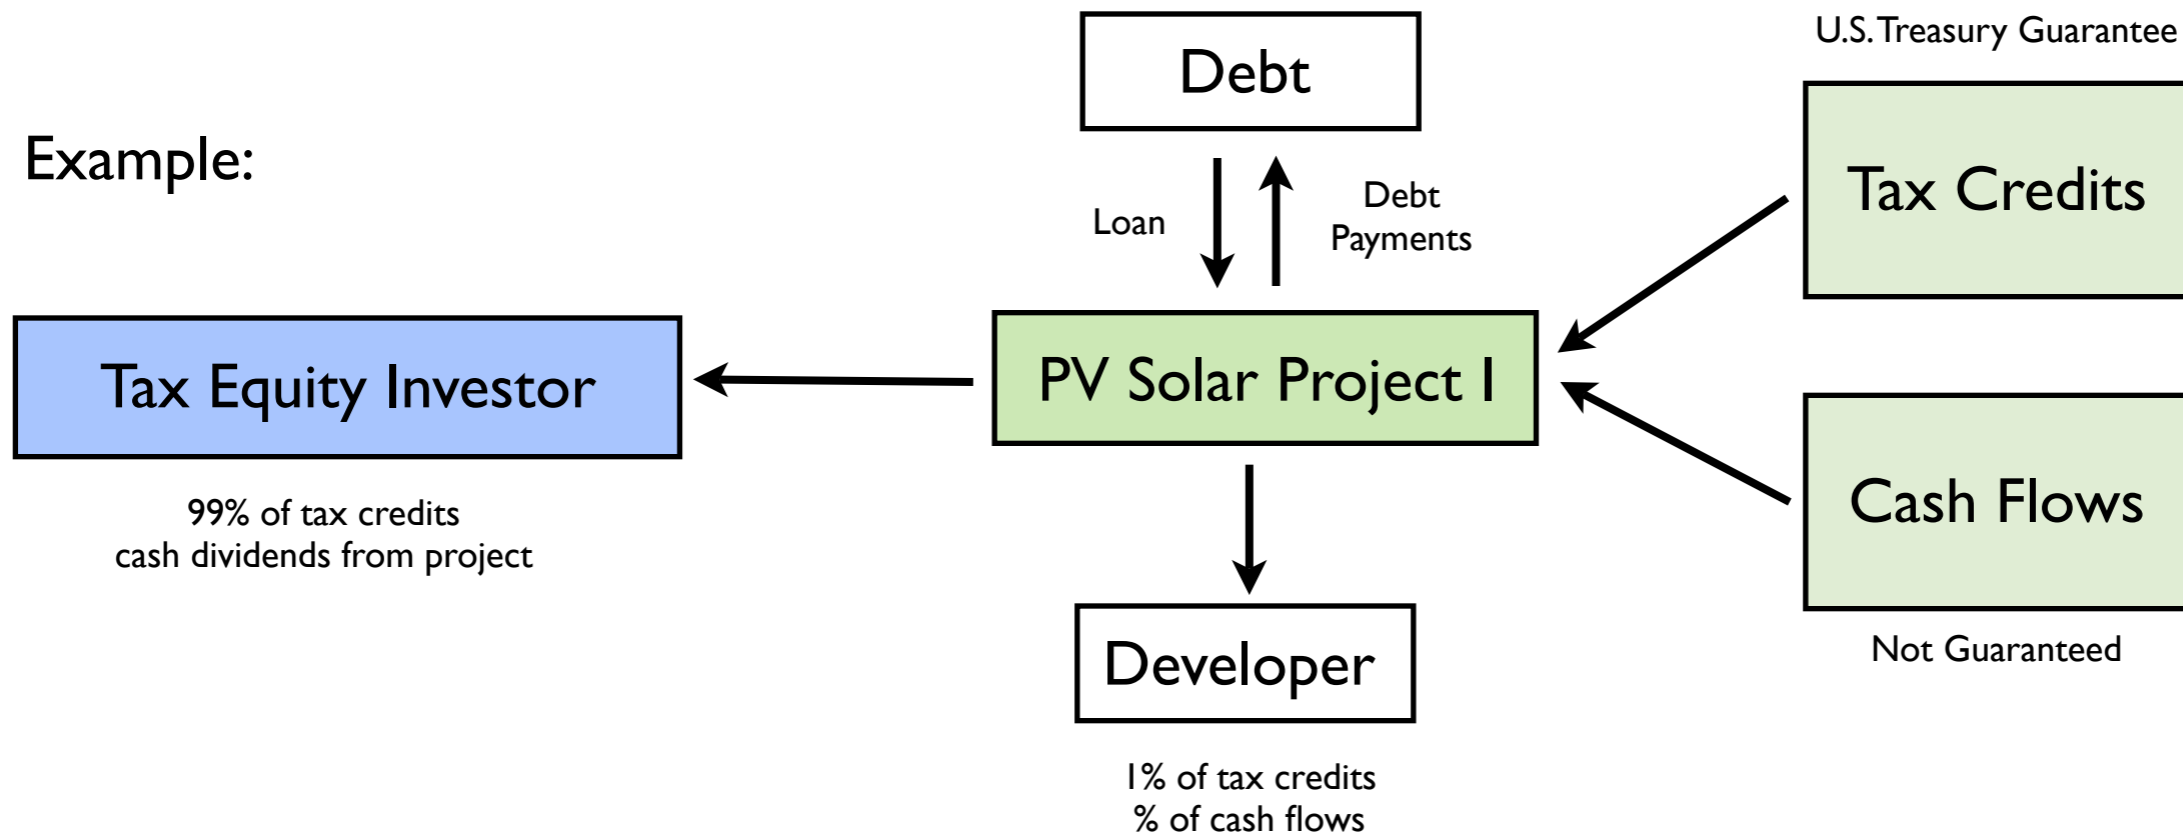 U.S. Treasury Guarantee
Debt
Example:
Tax Credits
Loan
Debt
Payments
Tax Equity Investor
PV Solar Project I
99% of tax credits
cash dividends from project
Cash Flows
Not Guaranteed
Developer
1% of tax credits
% of cash flows